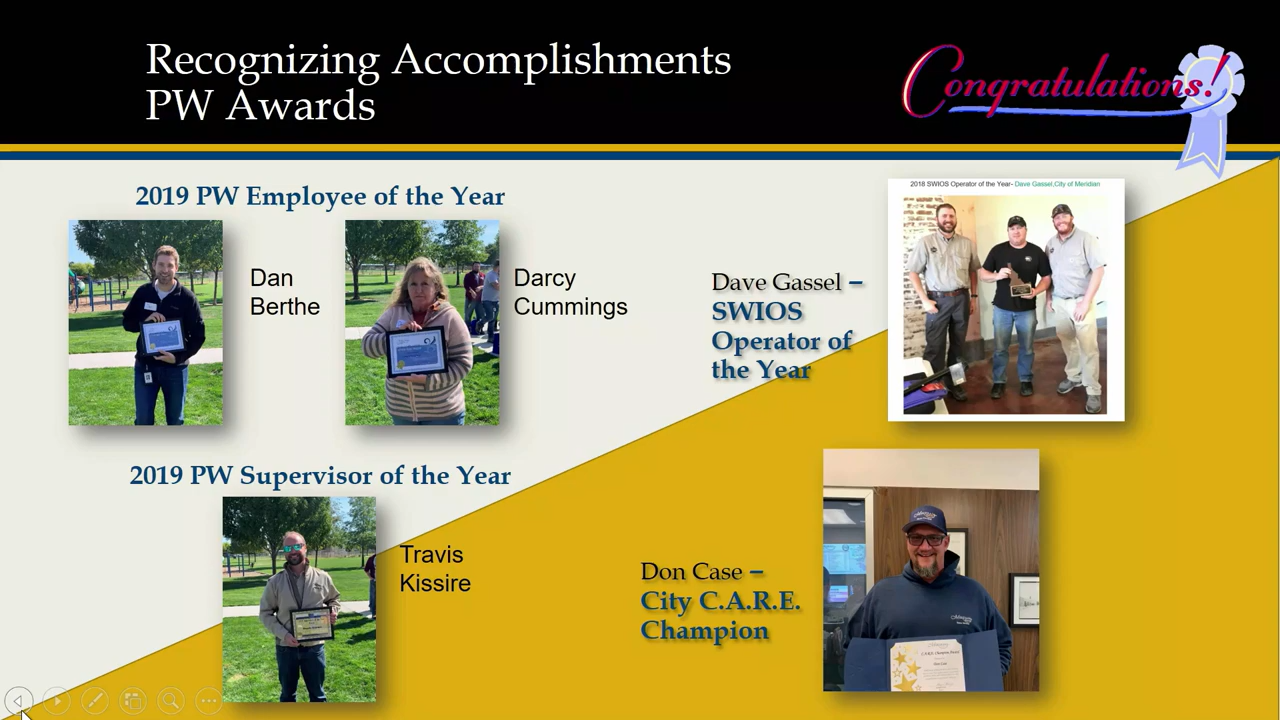 Recognizing Accomplishments
PW Awards
Congratulations!
2019 PW Employee of the Year
Dan
Berthe
Darcy
Cummings
2018 SWIOS Operator of the Year- Dave Gassel,City of Meridian
Dave Gassel –
SWIOS
Operator of
the Year
2019 PW Supervisor of the Year
Travis
Kissire
Don Case –
City C.A.R.E.
Champion